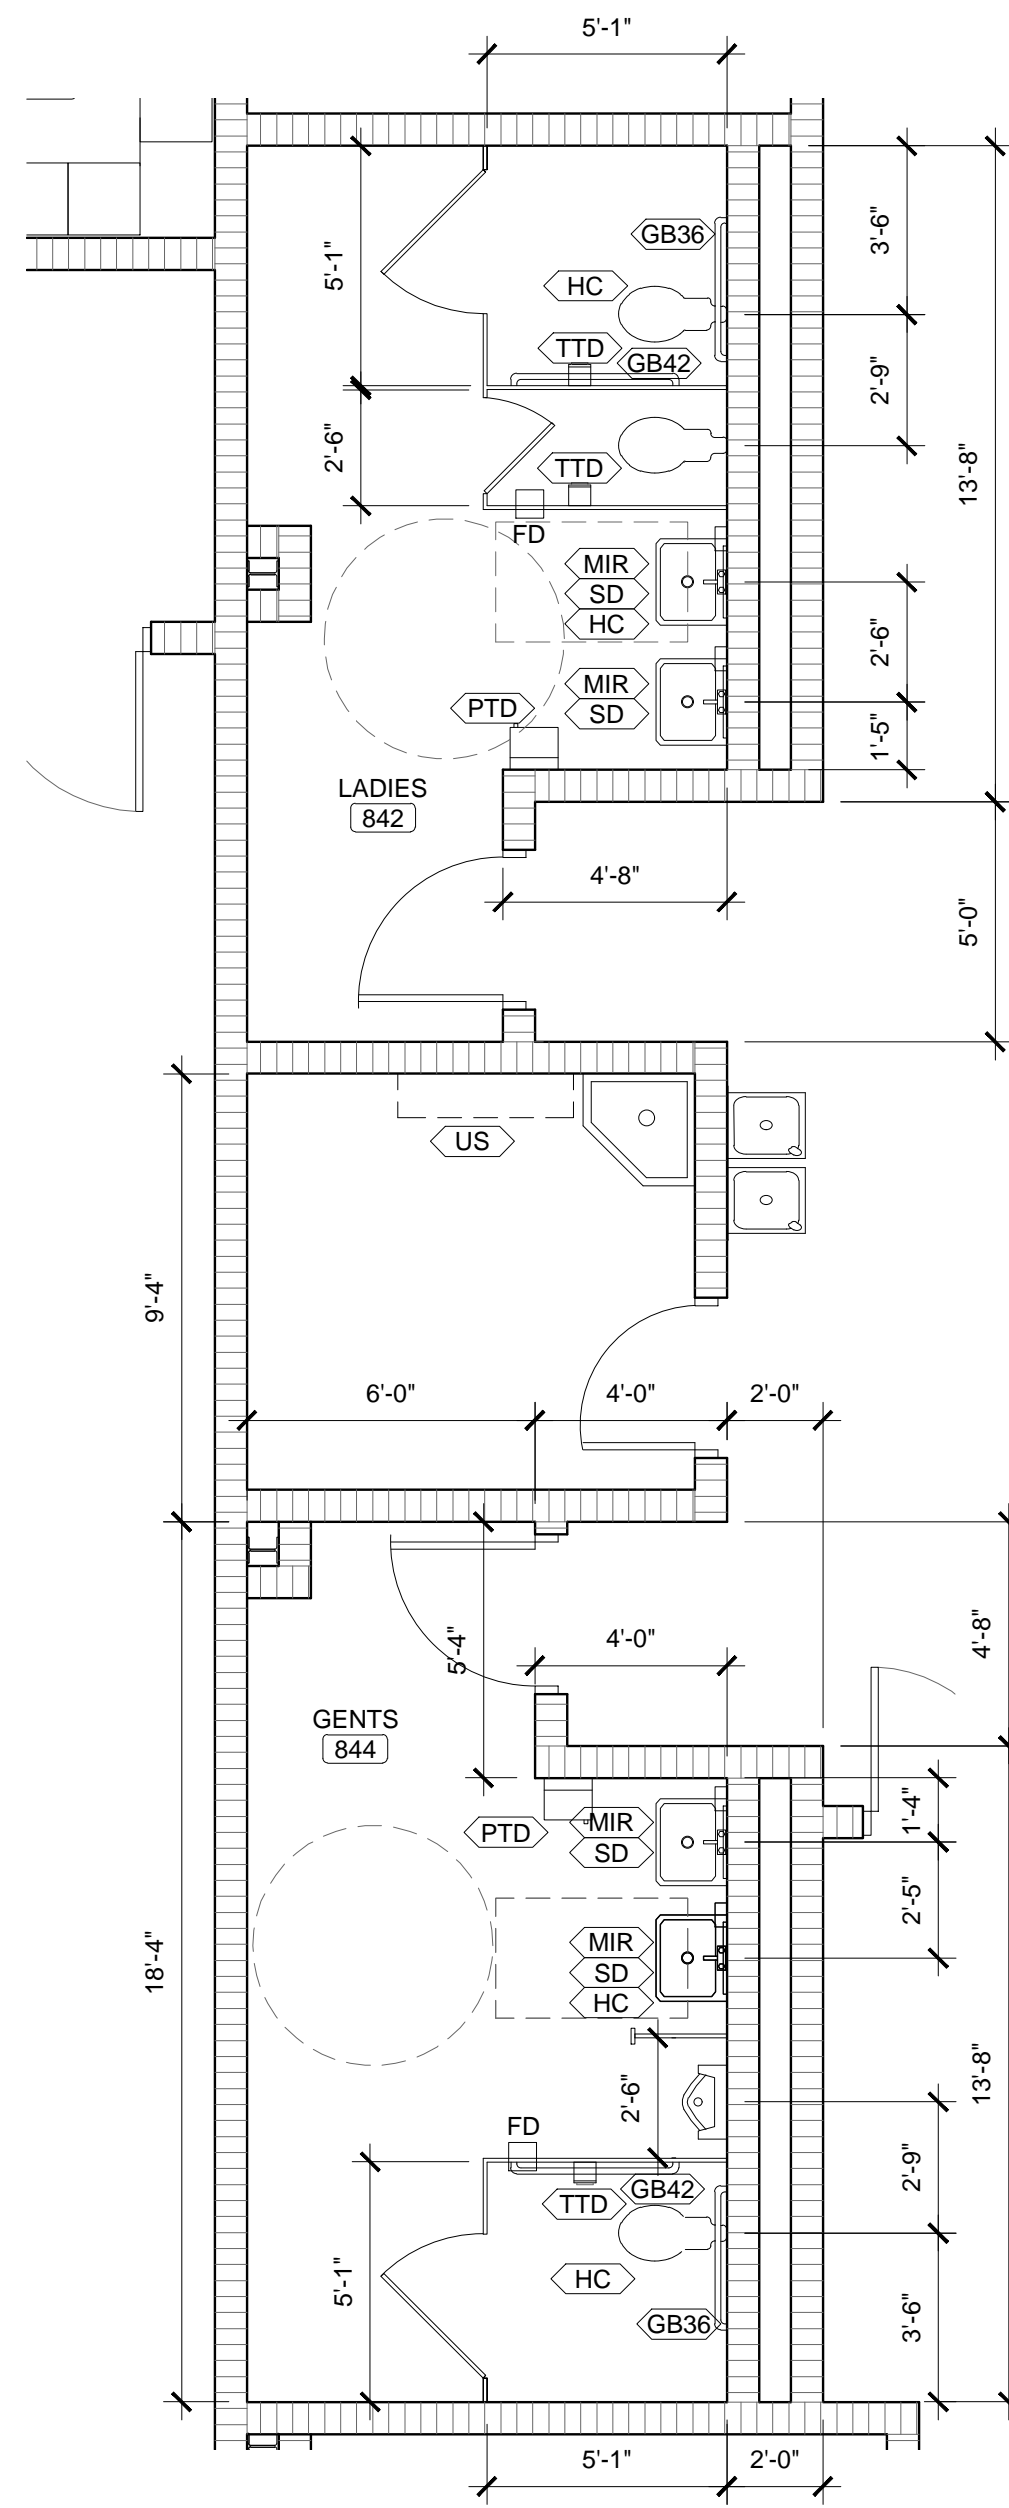 5'-1"
GB36
3'-6"
5'-1"
HC
TTD
GB42
2'-9"
2'-6"
TTD
13'-8"
FD
MIR
SD
HC
2'-6"
MIR
SD
PTD
1'-5"
LADIES
842
4'-8"
5'-0"
US
9'-4"
6'-0"
4'-0"
2'-0"
5'-4"
4'-0"
4'-8"
GENTS
844
1'-4"
PTD
MIR
SD
2'-5"
MIR
SD
HC
18'-4"
13'-8"
2'-6"
FD
2'-9"
GB42
TTD
HC
5'-1"
GB36
3'-6"
5'-1"
2'-0"